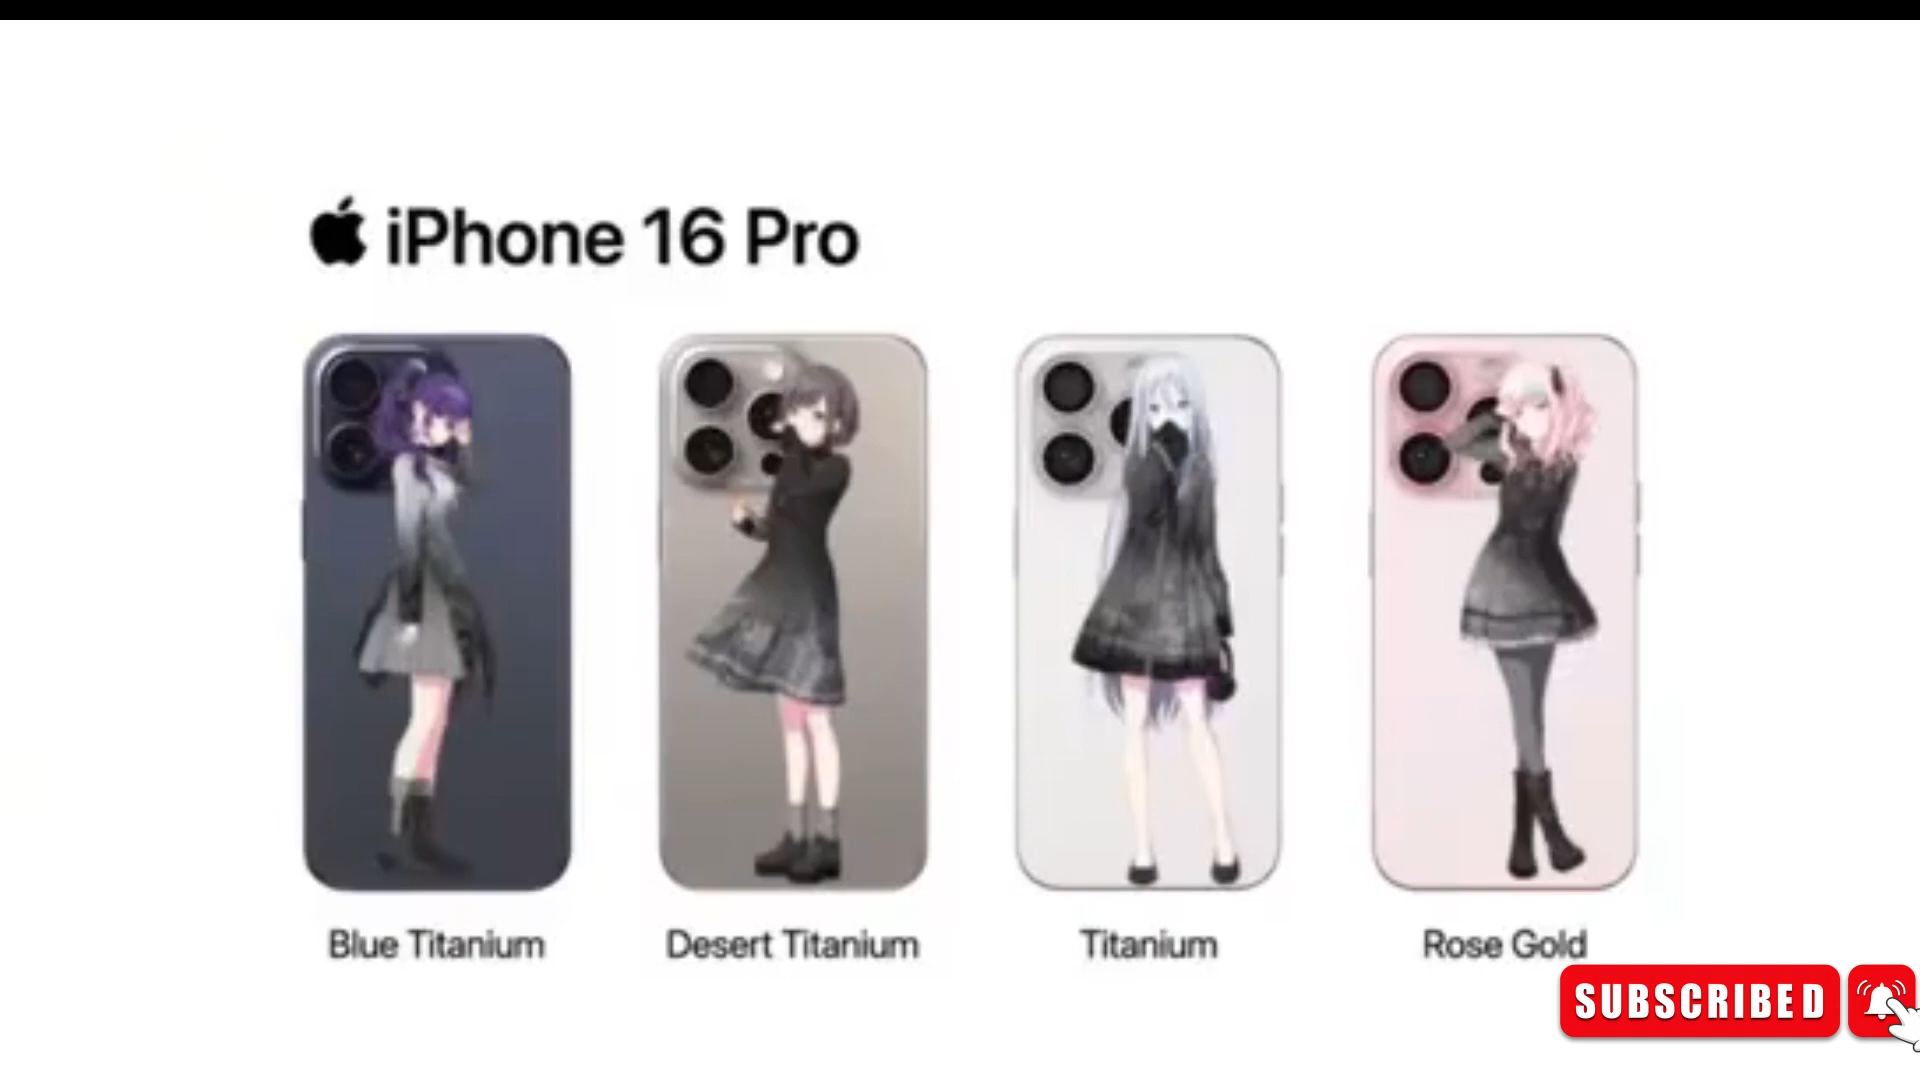 iPhone 16 Pro
Blue Titanium
Desert Titanium
Titanium
Rose Gold
SUBSCRIBED